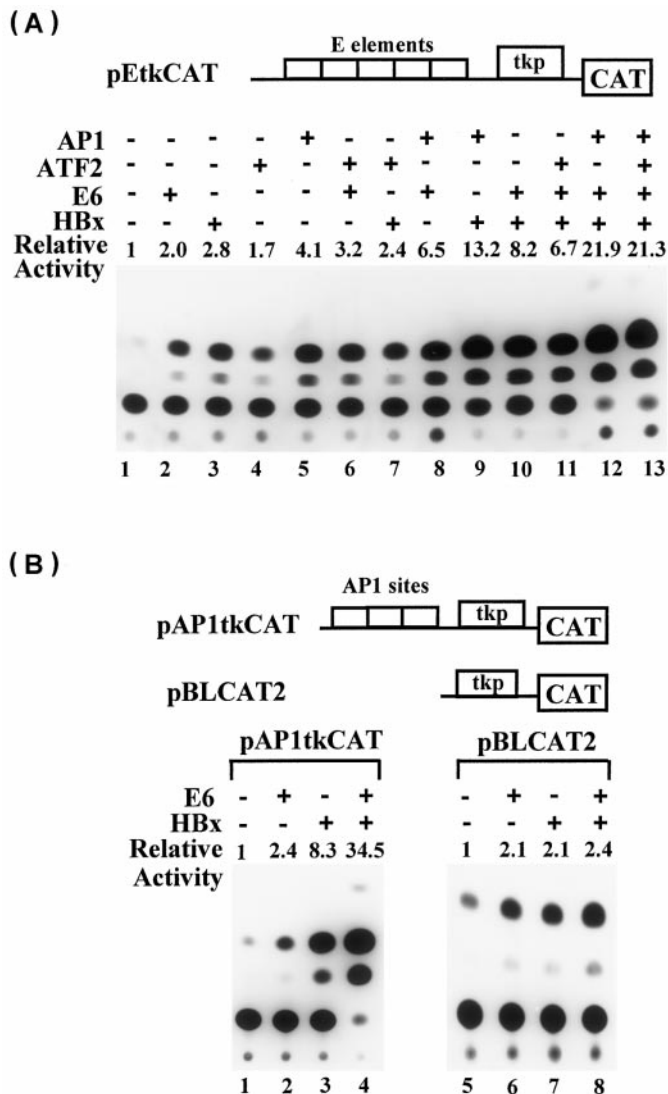 (A)
E elements
pEtkCAT tkp CAT
AP1 - - - - + - - + + - - + +
ATF2 - - - + - + + - - - + - +
E6 - + - - - + - + - + + + +
HBx - - + - - - + - + + + + +
Relative Activity 1 2.0 2.8 1.7 4.1 3.2 2.4 6.5 13.2 8.2 6.7 21.9 21.3
1 2 3 4 5 6 7 8 9 10 11 12 13
(B)
AP1 sites
pAP1tkCAT tkp CAT
pBLCAT2 tkp CAT
pAP1tkCAT pBLCAT2
E6 - + - + - + - +
HBx - - + + - - + +
Relative Activity 1 2.4 8.3 34.5 1 2.1 2.1 2.4
1 2 3 4 5 6 7 8